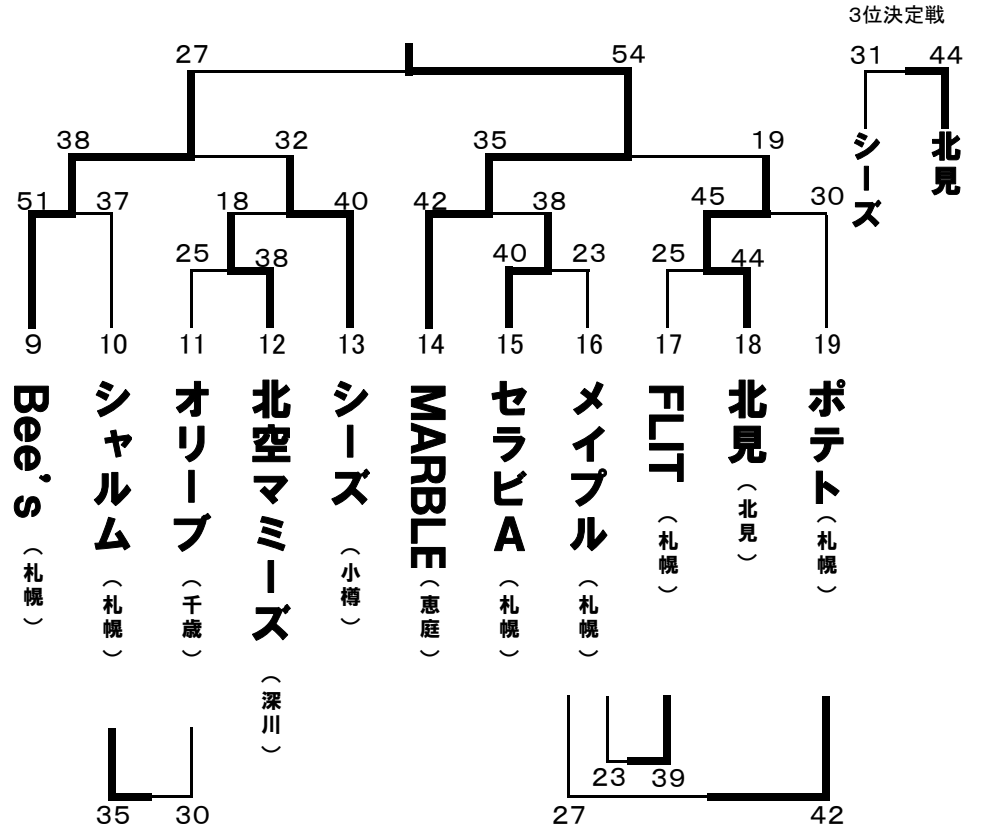 3位決定戦
27 54 31 44
シーズ
北見
38 32 35 19
51 37 18 40 42 38 45 30
25 38 40 23 25 44
9 10 11 12 13 14 15 16 17 18 19
Bee's(札幌)
シャルム(札幌)
オリーブ(千歳)
北空マミーズ(深川)
シーズ(小樽)
MARBLE(恵庭)
セラビA(札幌)
メイプル(札幌)
FLIT(札幌)
北見(北見)
ポテト(札幌)
23 39
35 30 27 42